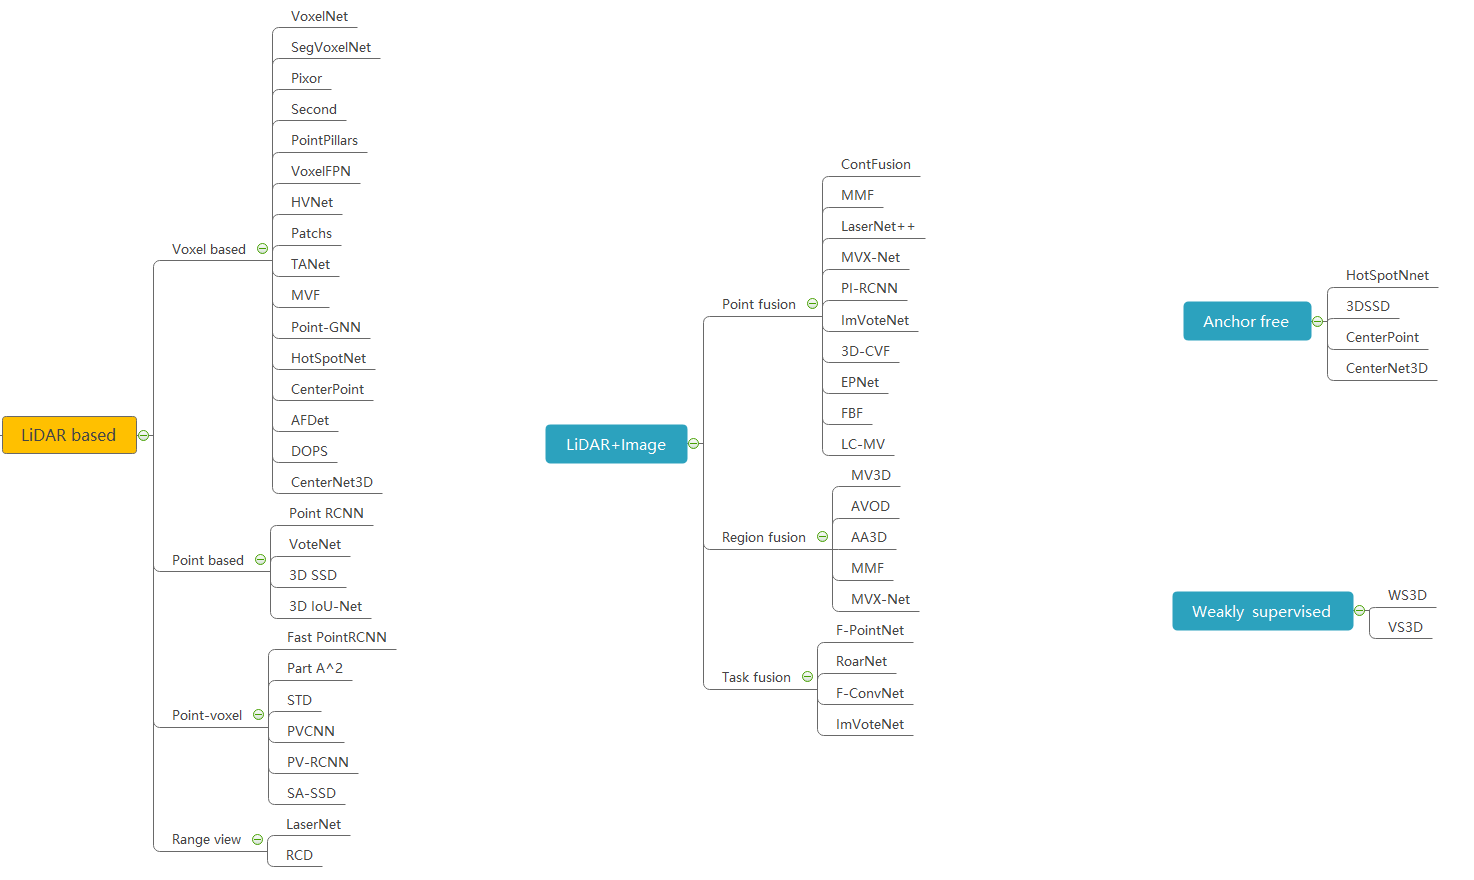 LiDAR based
Voxel based
VoxelNet
SegVoxelNet
Pixor
Second
PointPillars
VoxelFPN
HVNet
Patchs
TANet
MVF
Point-GNN
HotSpotNet
CenterPoint
AFDet
DOPS
CenterNet3D
Point based
Point RCNN
VoteNet
3D SSD
3D IoU-Net
Point-voxel
Fast PointRCNN
Part A^2
STD
PVCNN
PV-RCNN
SA-SSD
Range view
LaserNet
RCD
LiDAR+Image
Point fusion
ContFusion
MMF
LaserNet++
MVX-Net
PI-RCNN
ImVoteNet
3D-CVF
EPNet
FBF
LC-MV
Region fusion
MV3D
AVOD
AA3D
MMF
MVX-Net
Task fusion
F-PointNet
RoarNet
F-ConvNet
ImVoteNet
Anchor free
HotSpotNnet
3DSSD
CenterPoint
CenterNet3D
Weakly supervised
WS3D
VS3D